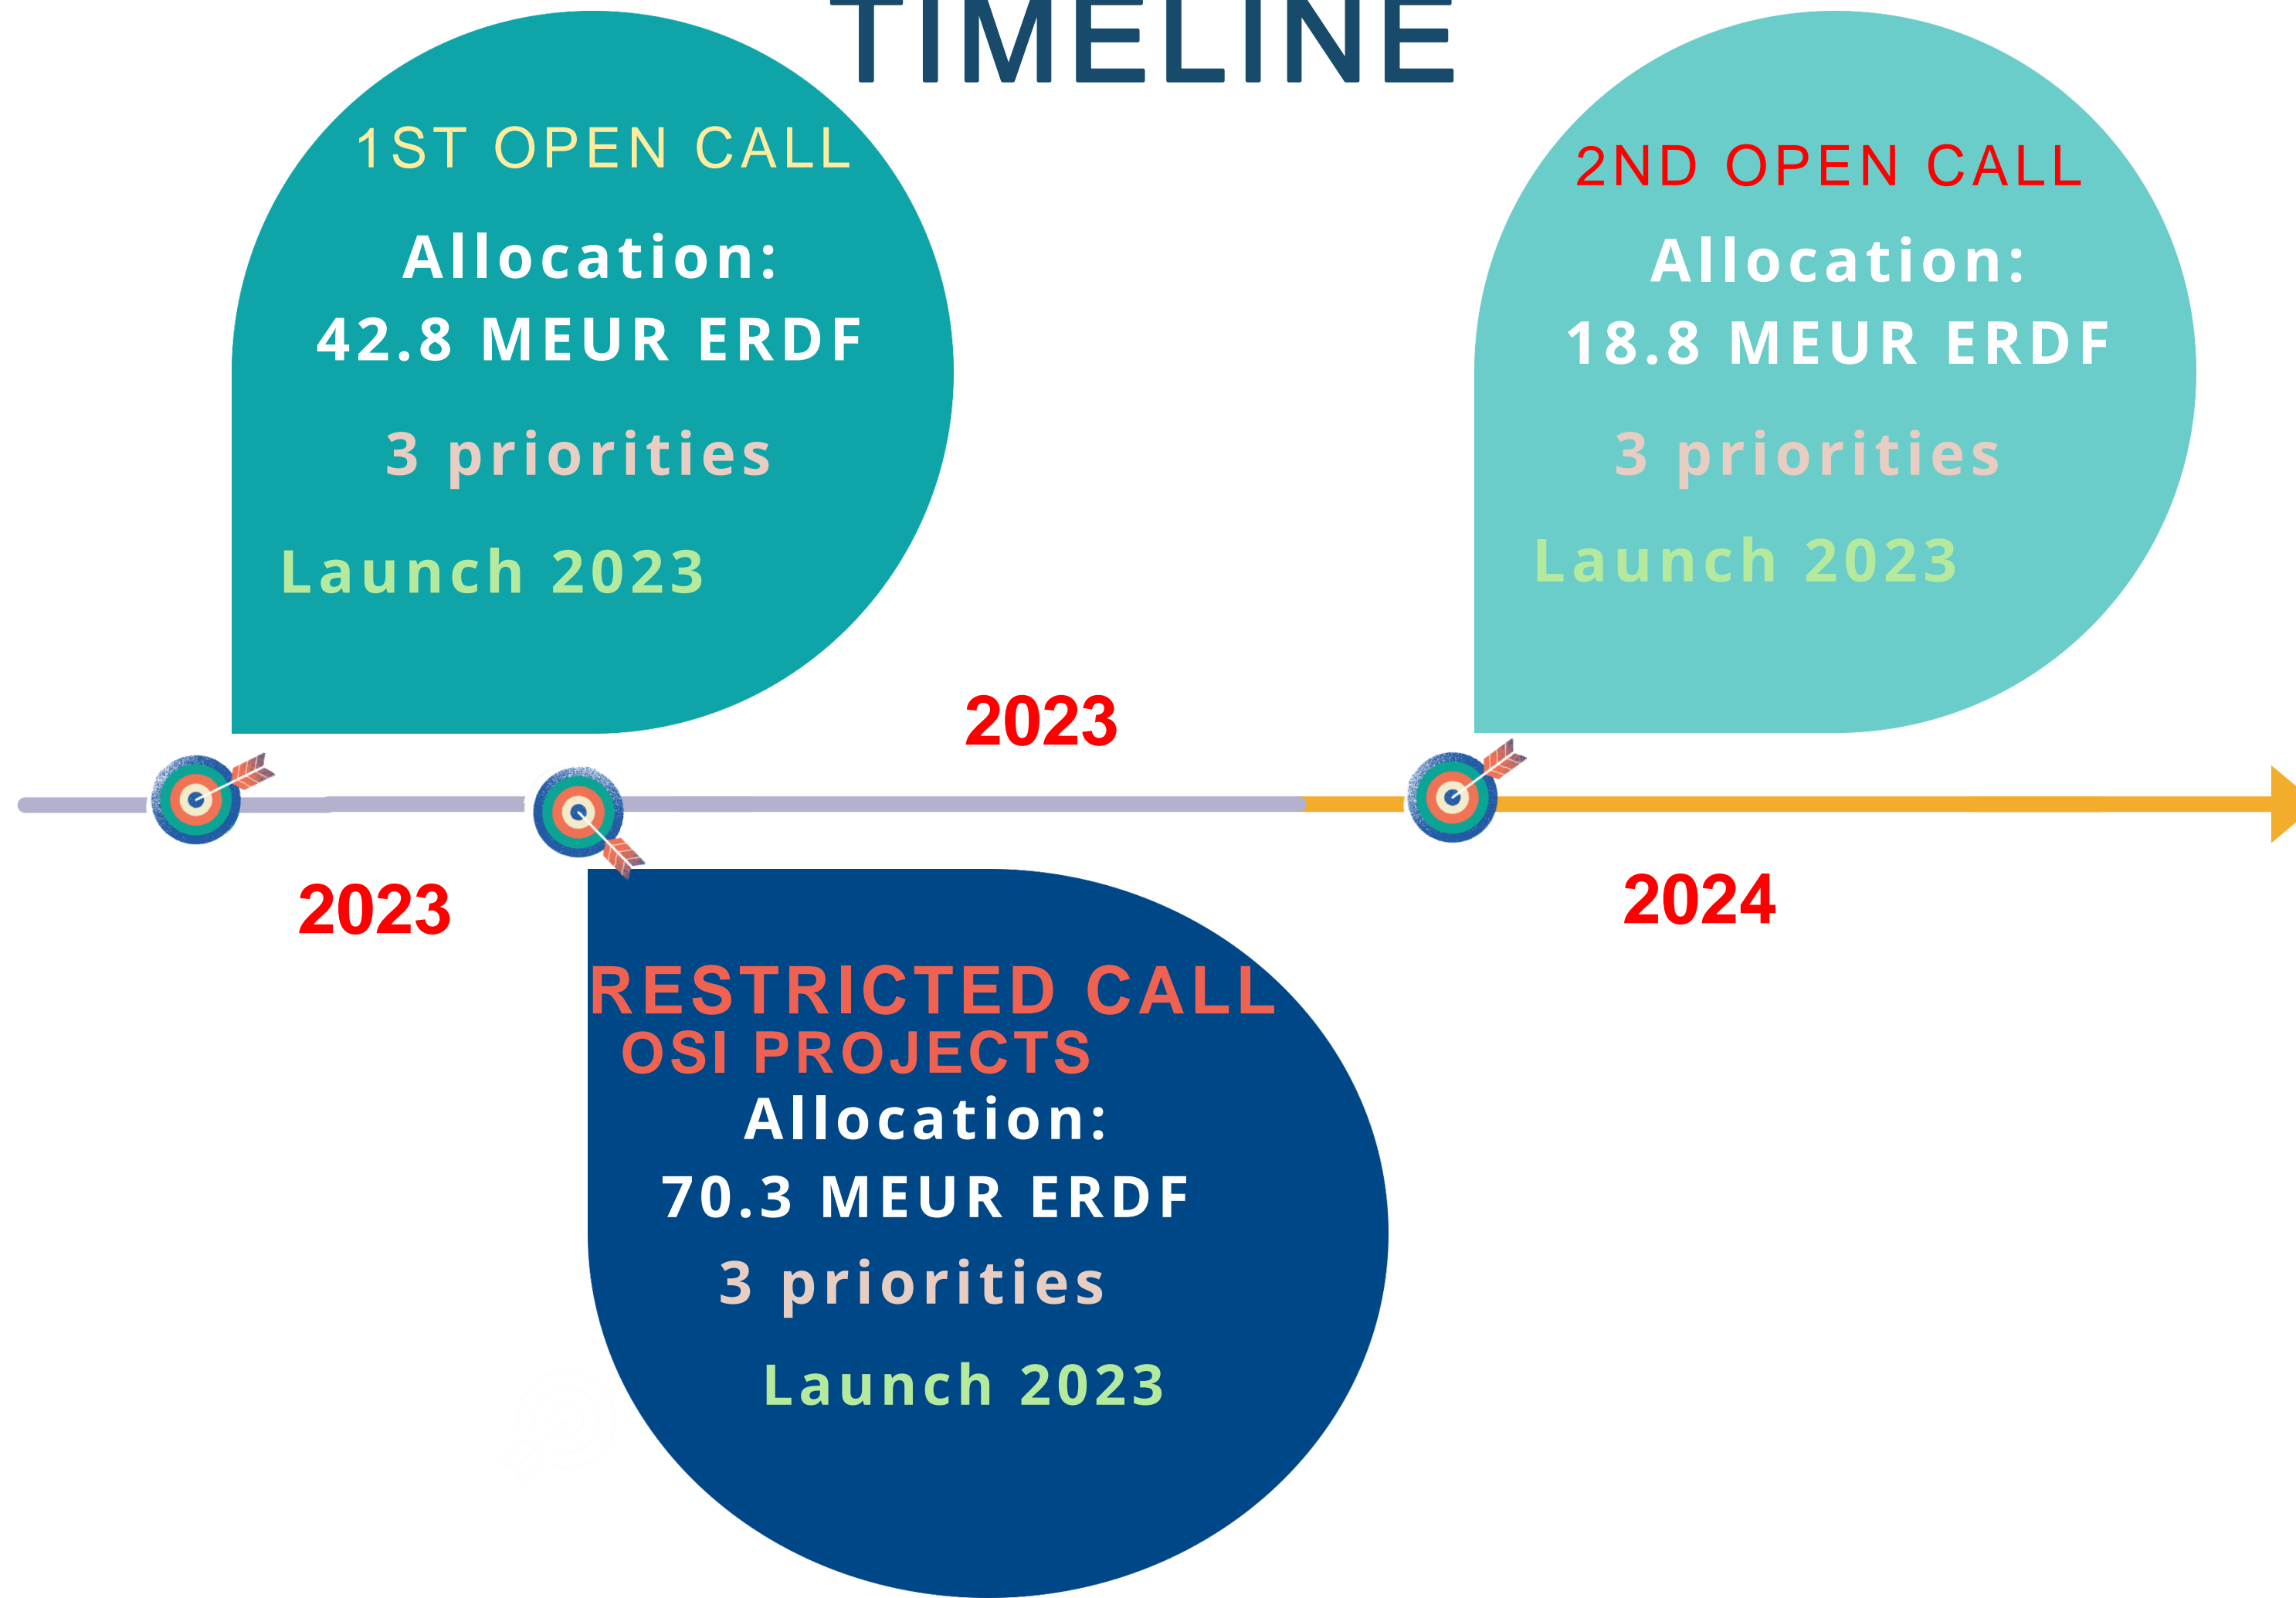 TIMELINE
1ST OPEN CALL
Allocation:
42.8 MEUR ERDF
3 priorities
Launch 2023
2ND OPEN CALL
Allocation:
18.8 MEUR ERDF
3 priorities
Launch 2023
2023
2023
2024
RESTRICTED CALL
OSI PROJECTS
Allocation:
70.3 MEUR ERDF
3 priorities
Launch 2023